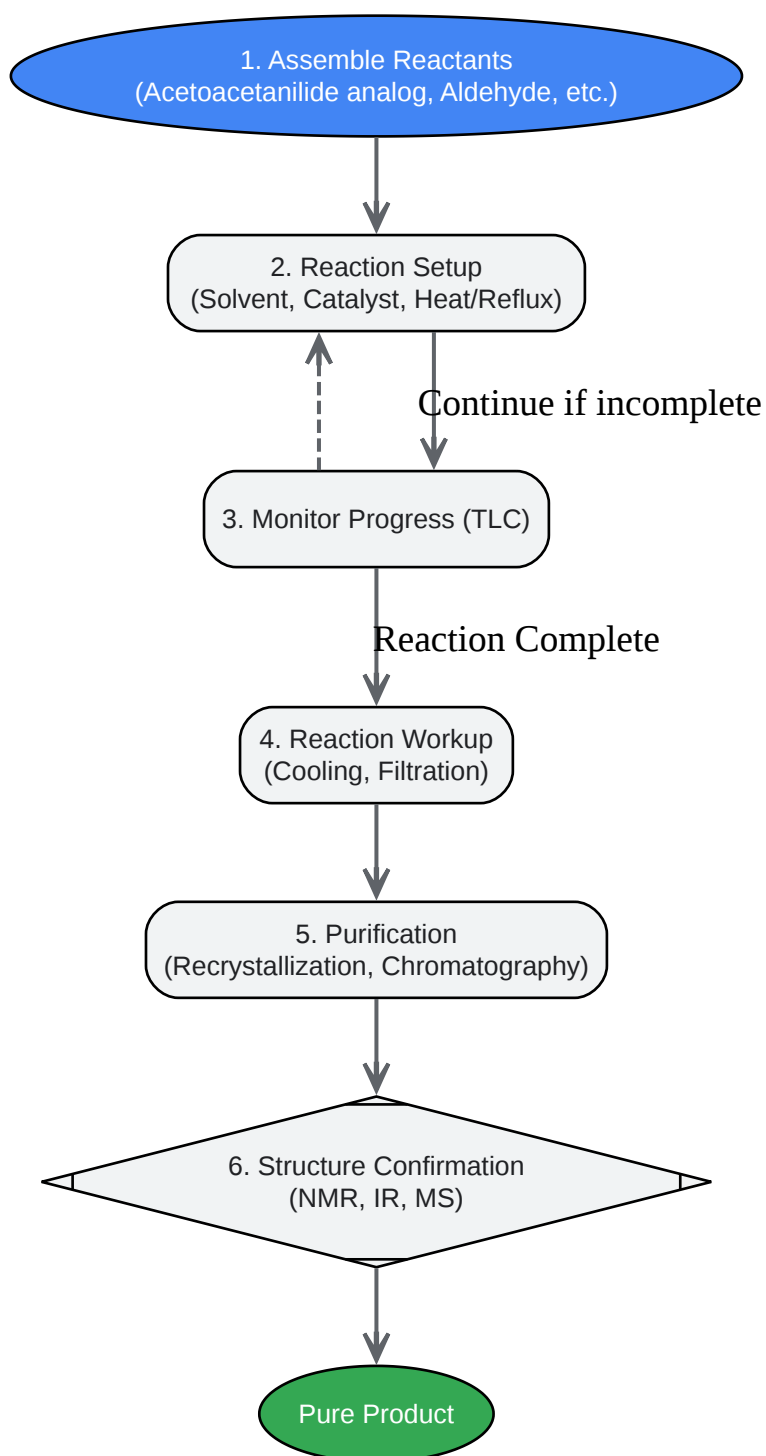 1. Assemble Reactants
(Acetoacetanilide analog, Aldehyde, etc.)
2. Reaction Setup
(Solvent, Catalyst, Heat/Reflux)
Continue if incomplete
3. Monitor Progress (TLC)
Reaction Complete
4. Reaction Workup
(Cooling, Filtration)
5. Purification
(Recrystallization, Chromatography)
6. Structure Confirmation
(NMR, IR, MS)
Pure Product